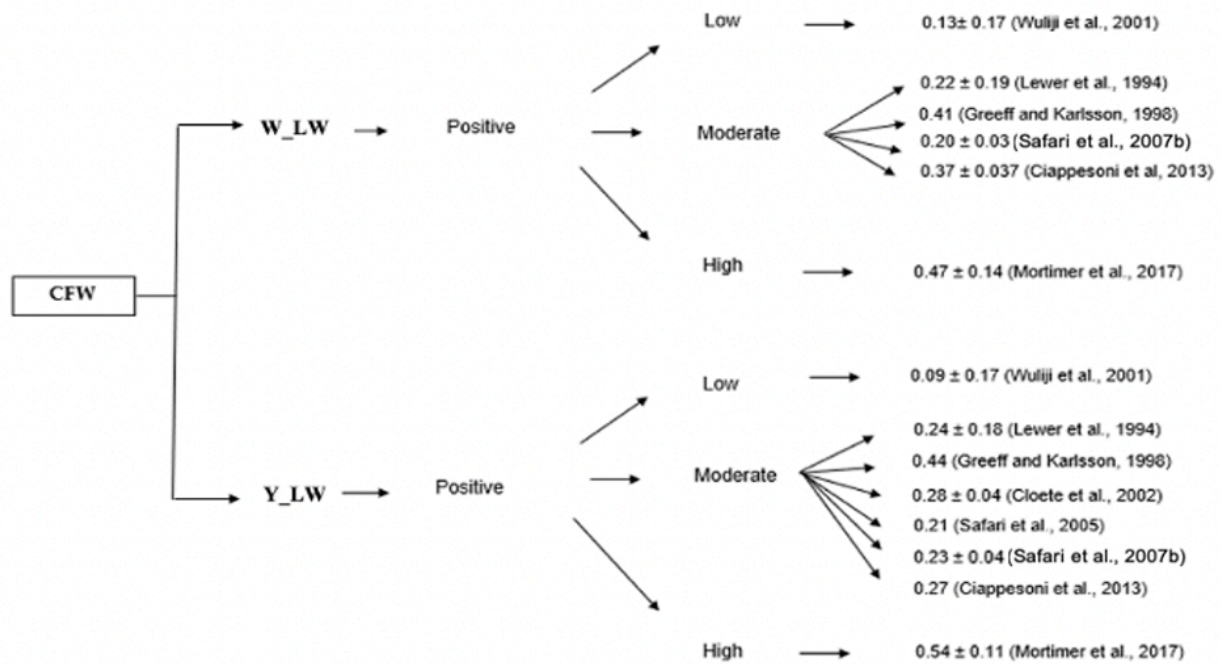 Low
0.13± 0.17 (Wuliji et al., 2001)
W_LW
Positive
Moderate
0.22 ± 0.19 (Lewer et al., 1994)
0.41 (Greeff and Karlsson, 1998)
0.20 ± 0.03 (Safari et al., 2007b)
0.37 ± 0.037 (Ciappesoni et al, 2013)
High
0.47 ± 0.14 (Mortimer et al., 2017)
CFW
Low
0.09 ± 0.17 (Wuliji et al., 2001)
Y_LW
Positive
Moderate
0.24 ± 0.18 (Lewer et al., 1994)
0.44 (Greeff and Karlsson, 1998)
0.28 ± 0.04 (Cloete et al., 2002)
0.21 (Safari et al., 2005)
0.23 ± 0.04 (Safari et al., 2007b)
0.27 (Ciappesoni et al., 2013)
High
0.54 ± 0.11 (Mortimer et al., 2017)